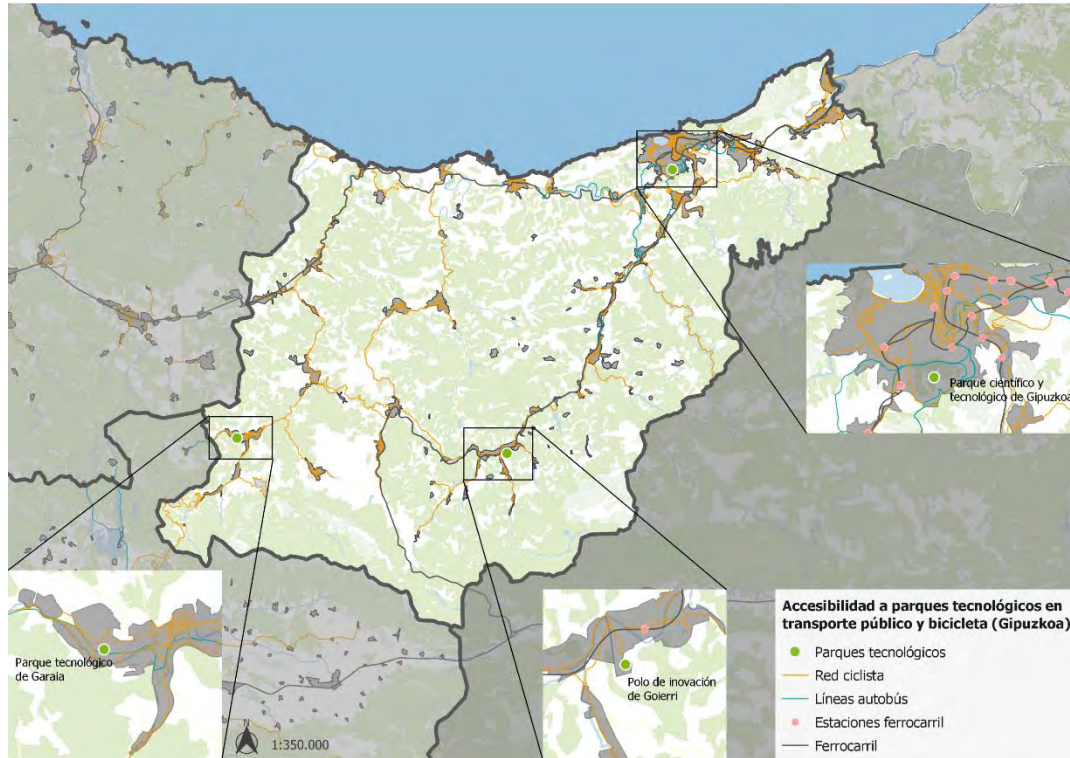 Parque científico y
tecnológico de Gipuzkoa
Parque tecnológico
de Garaia
Polo de inovación
de Goierri
1:350.000
Accesibilidad a parques tecnológicos en
transporte público y bicicleta (Gipuzkoa)
Parques tecnológicos
Red ciclista
Líneas autobús
Estaciones ferrocarril
Ferrocarril